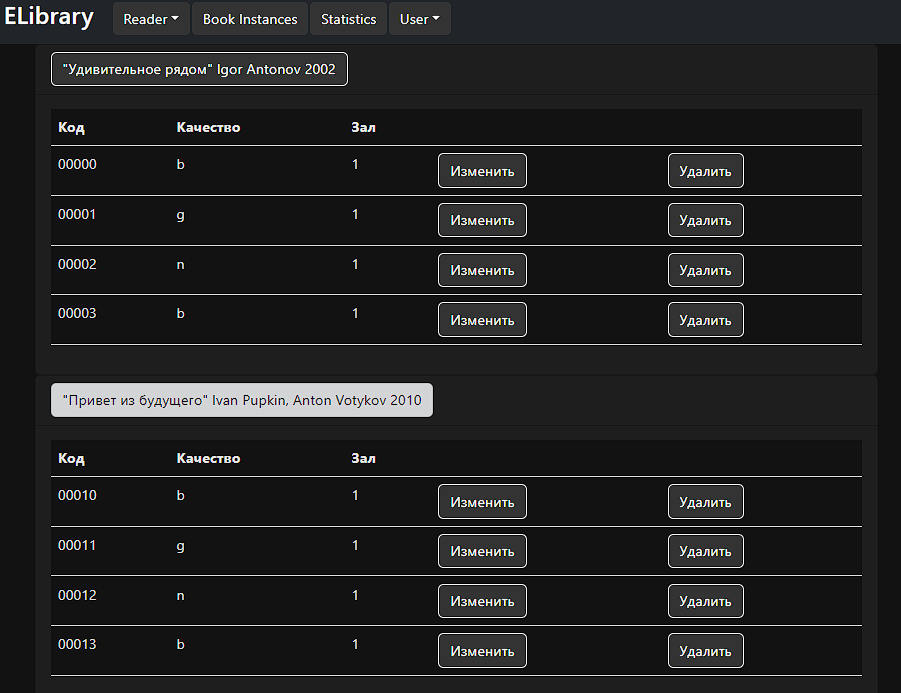 ELibrary Reader Book Instances Statistics User
"Удивительное рядом" Igor Antonov 2002
Код Качество Зал
00000 b 1 Изменить Удалить
00001 g 1 Изменить Удалить
00002 n 1 Изменить Удалить
00003 b 1 Изменить Удалить
"Привет из будущего" Ivan Pupkin, Anton Votykov 2010
Код Качество Зал
00010 b 1 Изменить Удалить
00011 g 1 Изменить Удалить
00012 n 1 Изменить Удалить
00013 b 1 Изменить Удалить